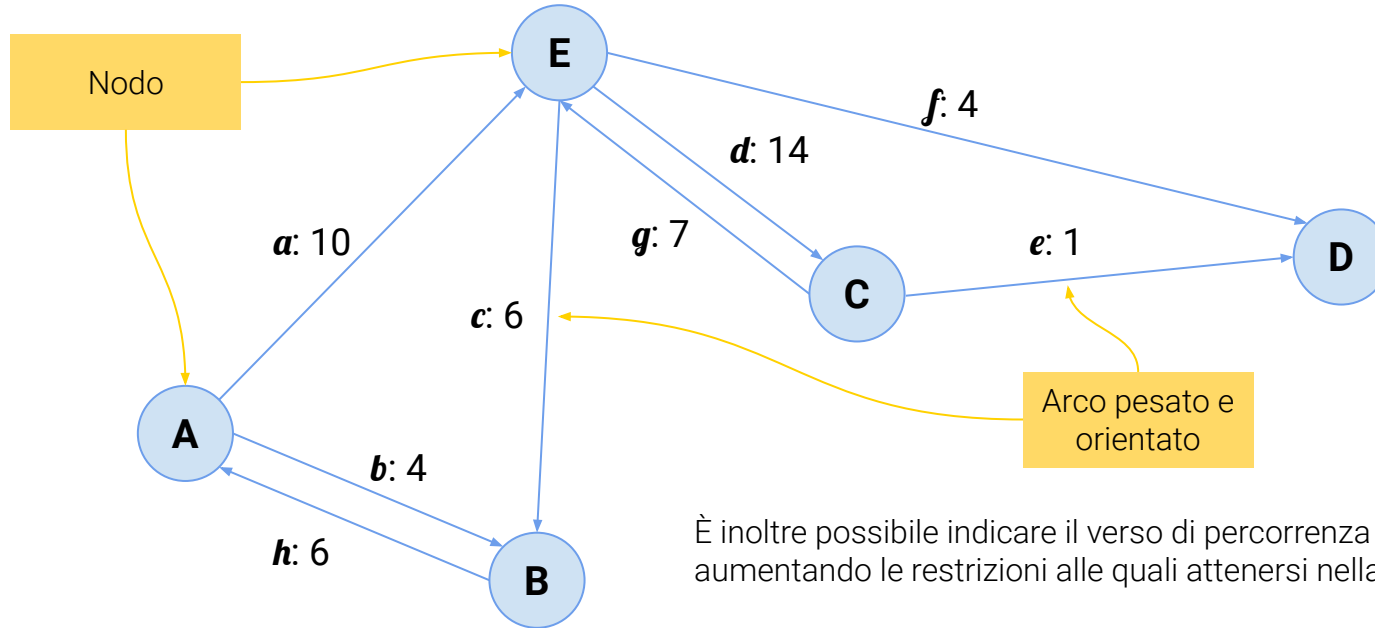 Nodo
E
f: 4
d: 14
g: 7
a: 10
e: 1
D
C
c: 6
Arco pesato e
orientato
A
b: 4
h: 6
B
È inoltre possibile indicare il verso di percorrenza
aumentando le restrizioni alle quali attenersi nella